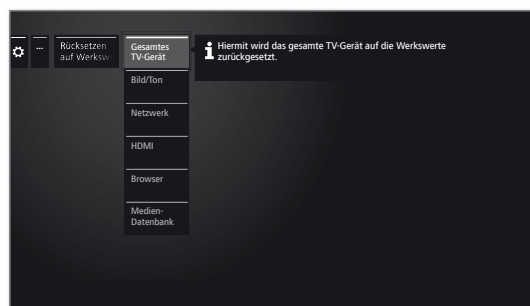 ...
Rücksetzen
auf Werksw
Gesamtes
TV-Gerät
Hiermit wird das gesamte TV-Gerät auf die Werkswerte
zurückgesetzt.
Bild/Ton
Netzwerk
HDMI
Browser
Medien-
Datenbank